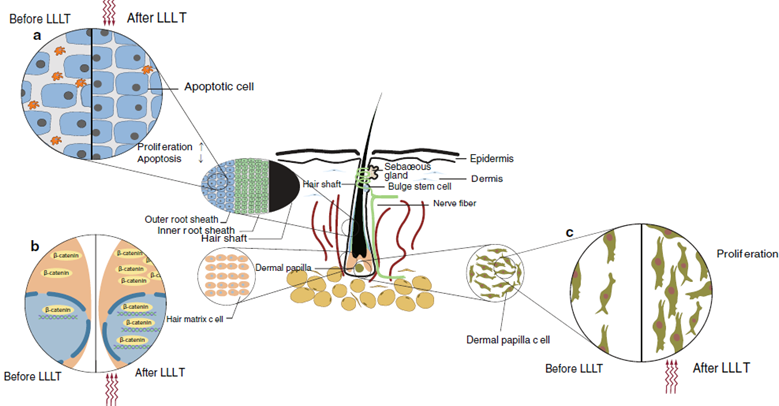 Before LLLT
After LLLT
a
Apoptotic cell
Proliferation ↑
Apoptosis ↓
Outer root sheath
Inner root sheath
Hair shaft
Epidermis
Sebaceous
gland
Dermis
Hair shaft
Bulge stem cell
Nerve fiber
Dermal papilla
b
β-catenin
β-catenin
β-catenin
β-catenin
β-catenin
β-catenin
β-catenin
β-catenin
β-catenin
β-catenin
β-catenin
Hair matrix cell
Before LLLT
After LLLT
c
Proliferation
Dermal papilla cell
Before LLLT
After LLLT